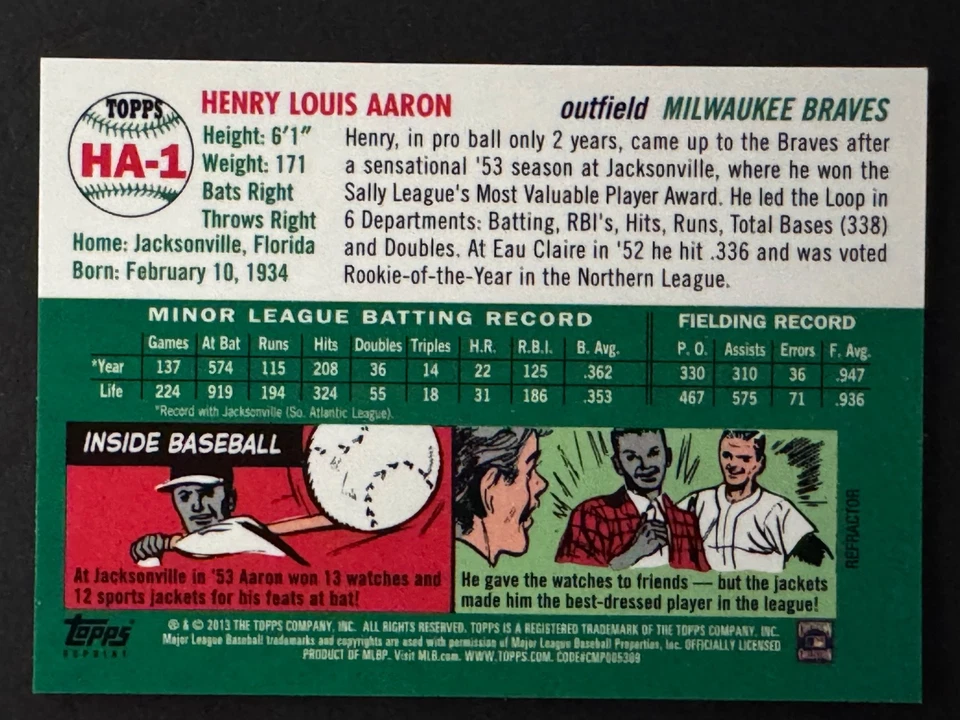 TOPPS
HA-1
HENRY LOUIS AARON
outfield MILWAUKEE BRAVES
Height: 6'1"
Weight: 171
Bats Right
Throws Right
Home: Jacksonville, Florida
Born: February 10, 1934
Henry, in pro ball only 2 years, came up to the Braves after
a sensational '53 season at Jacksonville, where he won the
Sally League's Most Valuable Player Award. He led the Loop in
6 Departments: Batting, RBI's, Hits, Runs, Total Bases (338)
and Doubles. At Eau Claire in '52 he hit .336 and was voted
Rookie-of-the-Year in the Northern League.
MINOR LEAGUE BATTING RECORD
Games At Bat Runs Hits Doubles Triples H.R. R.B.I. B. Avg.
*Year 137 574 115 208 36 14 22 125 .362
Life 224 919 194 324 55 18 31 186 .353
*Record with Jacksonville (So. Atlantic League).
FIELDING RECORD
P. O. Assists Errors F. Avg.
330 310 36 .947
467 575 71 .936
INSIDE BASEBALL
At Jacksonville in '53 Aaron won 13 watches and
12 sports jackets for his feats at bat!
He gave the watches to friends — but the jackets
made him the best-dressed player in the league!
REFRACTOR
Topps
REPRINT
® & © 2013 THE TOPPS COMPANY, INC. ALL RIGHTS RESERVED. TOPPS IS A REGISTERED TRADEMARK OF THE TOPPS COMPANY, INC.
Major League Baseball trademarks and copyrights are used with permission of Major League Baseball Properties, Inc. OFFICIALLY LICENSED
PRODUCT OF MLBP. Visit MLB.com. WWW.TOPPS.COM. CODE#CMP005309